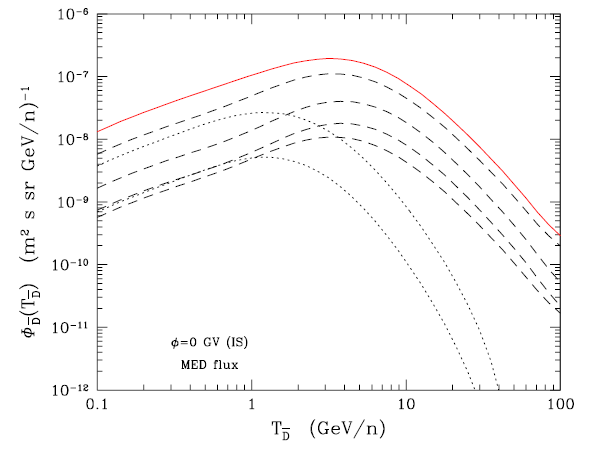 10⁻⁶
10⁻⁷
10⁻⁸
10⁻⁹
10⁻¹⁰
10⁻¹¹
10⁻¹²
ϕ_D̅(T_D̅) (m² s sr GeV/n)⁻¹
ϕ=0 GV (IS)
MED flux
0.1 1 10 100
T_D̅ (GeV/n)